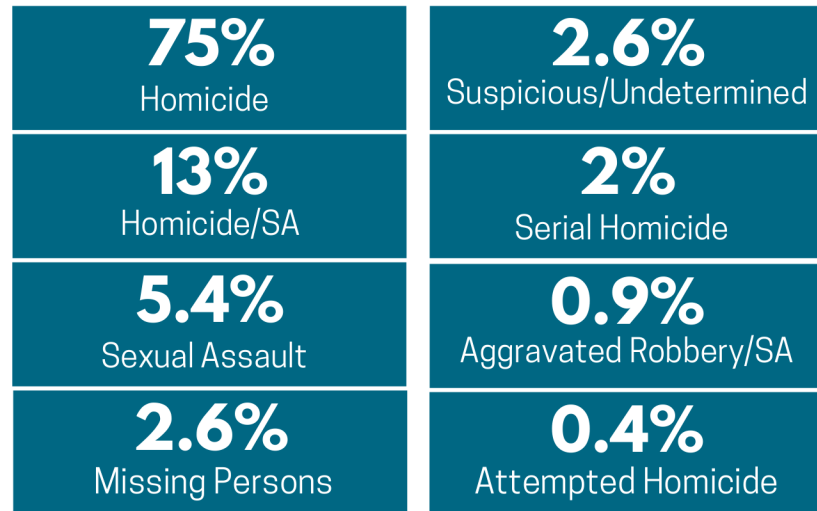 75%
Homicide
13%
Homicide/SA
5.4%
Sexual Assault
2.6%
Missing Persons
2.6%
Suspicious/Undetermined
2%
Serial Homicide
0.9%
Aggravated Robbery/SA
0.4%
Attempted Homicide